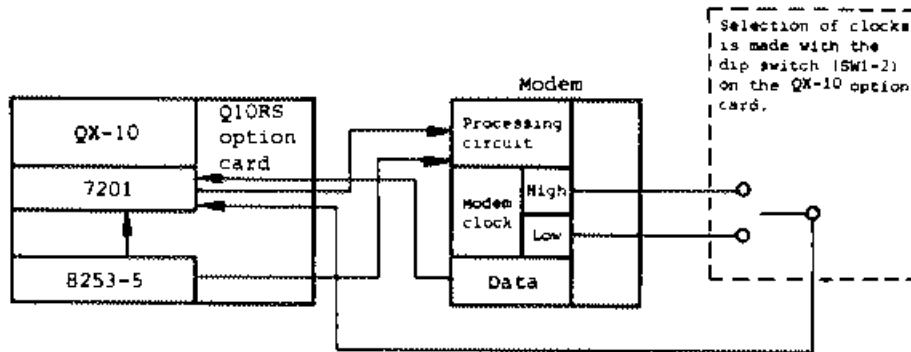 Selection of clocks
is made with the
dip switch (SW1-2)
on the QX-10 option
card.
Modem
QX-10
Q10RS
option
card
7201
8253-5
Processing
circuit
Modem
clock
High
Low
Data